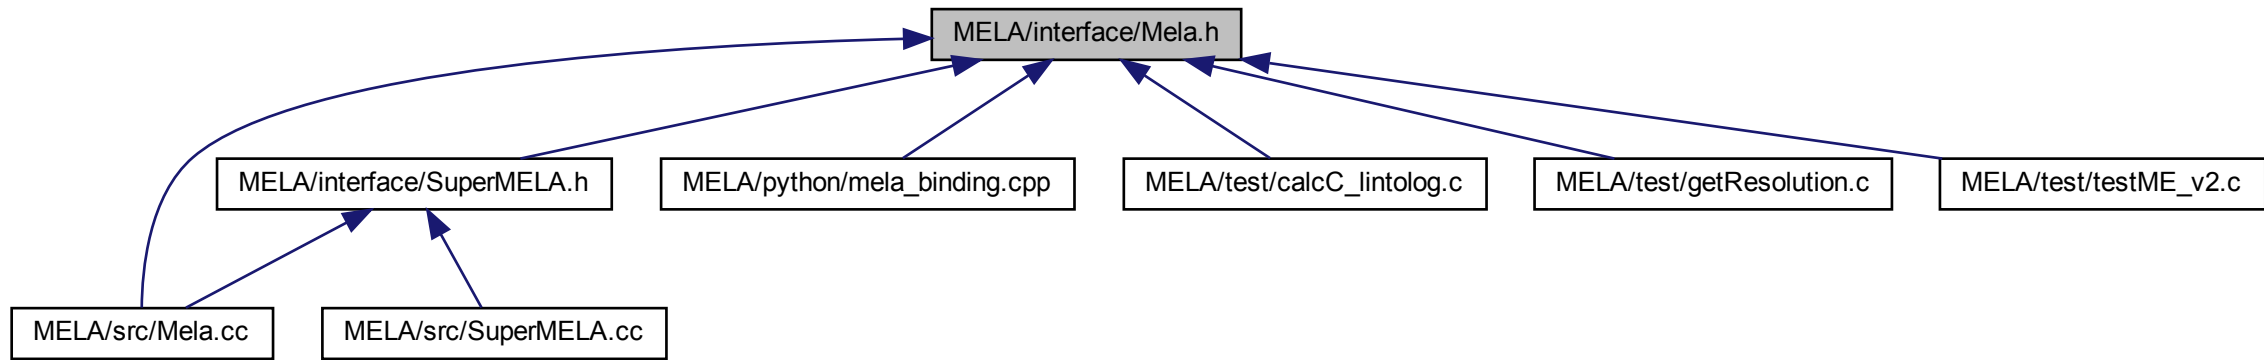 MELA/interface/Mela.h
MELA/interface/SuperMELA.h
MELA/python/mela_binding.cpp
MELA/test/calcC_lintolog.c
MELA/test/getResolution.c
MELA/test/testME_v2.c
MELA/src/Mela.cc
MELA/src/SuperMELA.cc